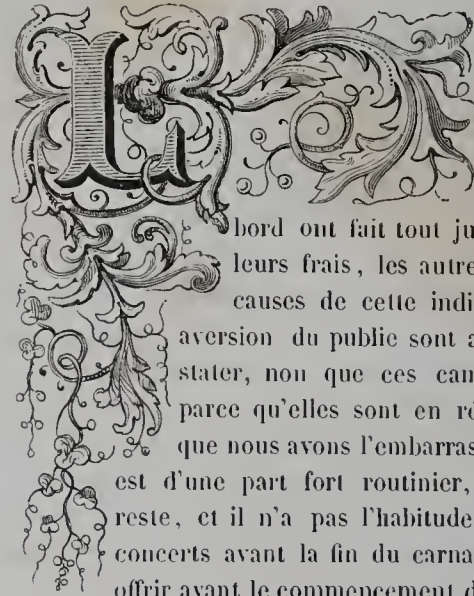 L
bord ont fait tout ju
leurs frais, les autre
causes de cette indi
aversion du public sont a
stater, non que ces can
parce qu'elles sont en ré
que nous avons l'embarras
est d'une part fort routinier,
reste, et il n'a pas l'habitude
concerts avant la fin du carna
offrir avant le commencement d